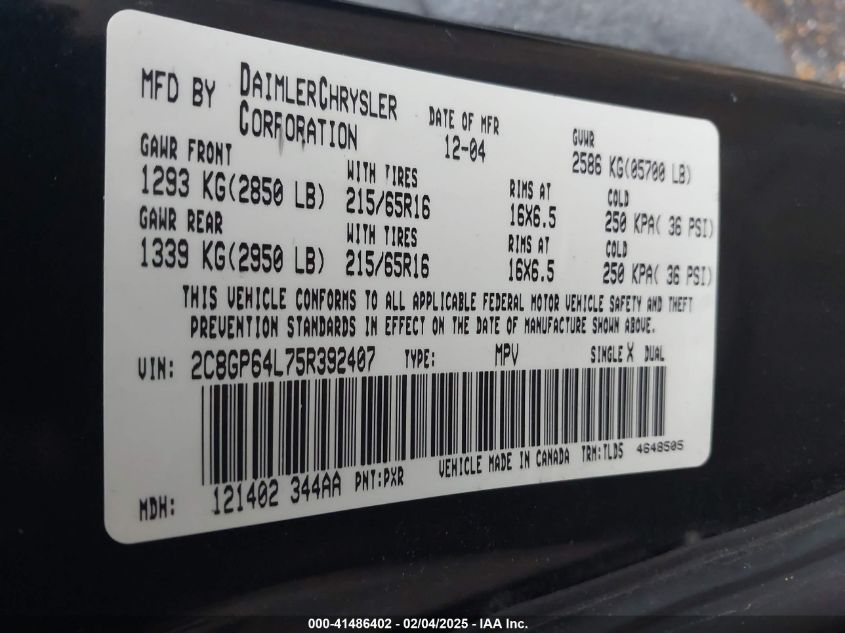 MFD BY DAIMLERCHRYSLER CORPORATION DATE OF MFR 12-04 GVWR 2586 KG(05700 LB)
GAWR FRONT WITH TIRES RIMS AT COLD
1293 KG(2850 LB) 215/65R16 16X6.5 250 KPA( 36 PSI)
GAWR REAR WITH TIRES RIMS AT COLD
1339 KG(2950 LB) 215/65R16 16X6.5 250 KPA( 36 PSI)
THIS VEHICLE CONFORMS TO ALL APPLICABLE FEDERAL MOTOR VEHICLE SAFETY AND THEFT
PREVENTION STANDARDS IN EFFECT ON THE DATE OF MANUFACTURE SHOWN ABOVE.
VIN: 2C8GP64L75R392407 TYPE: MPV SINGLE X DUAL
MDH: 121402 344AA PNT:PXR VEHICLE MADE IN CANADA TRM:TLD5 4648505
000-41486402 - 02/04/2025 - IAA Inc.